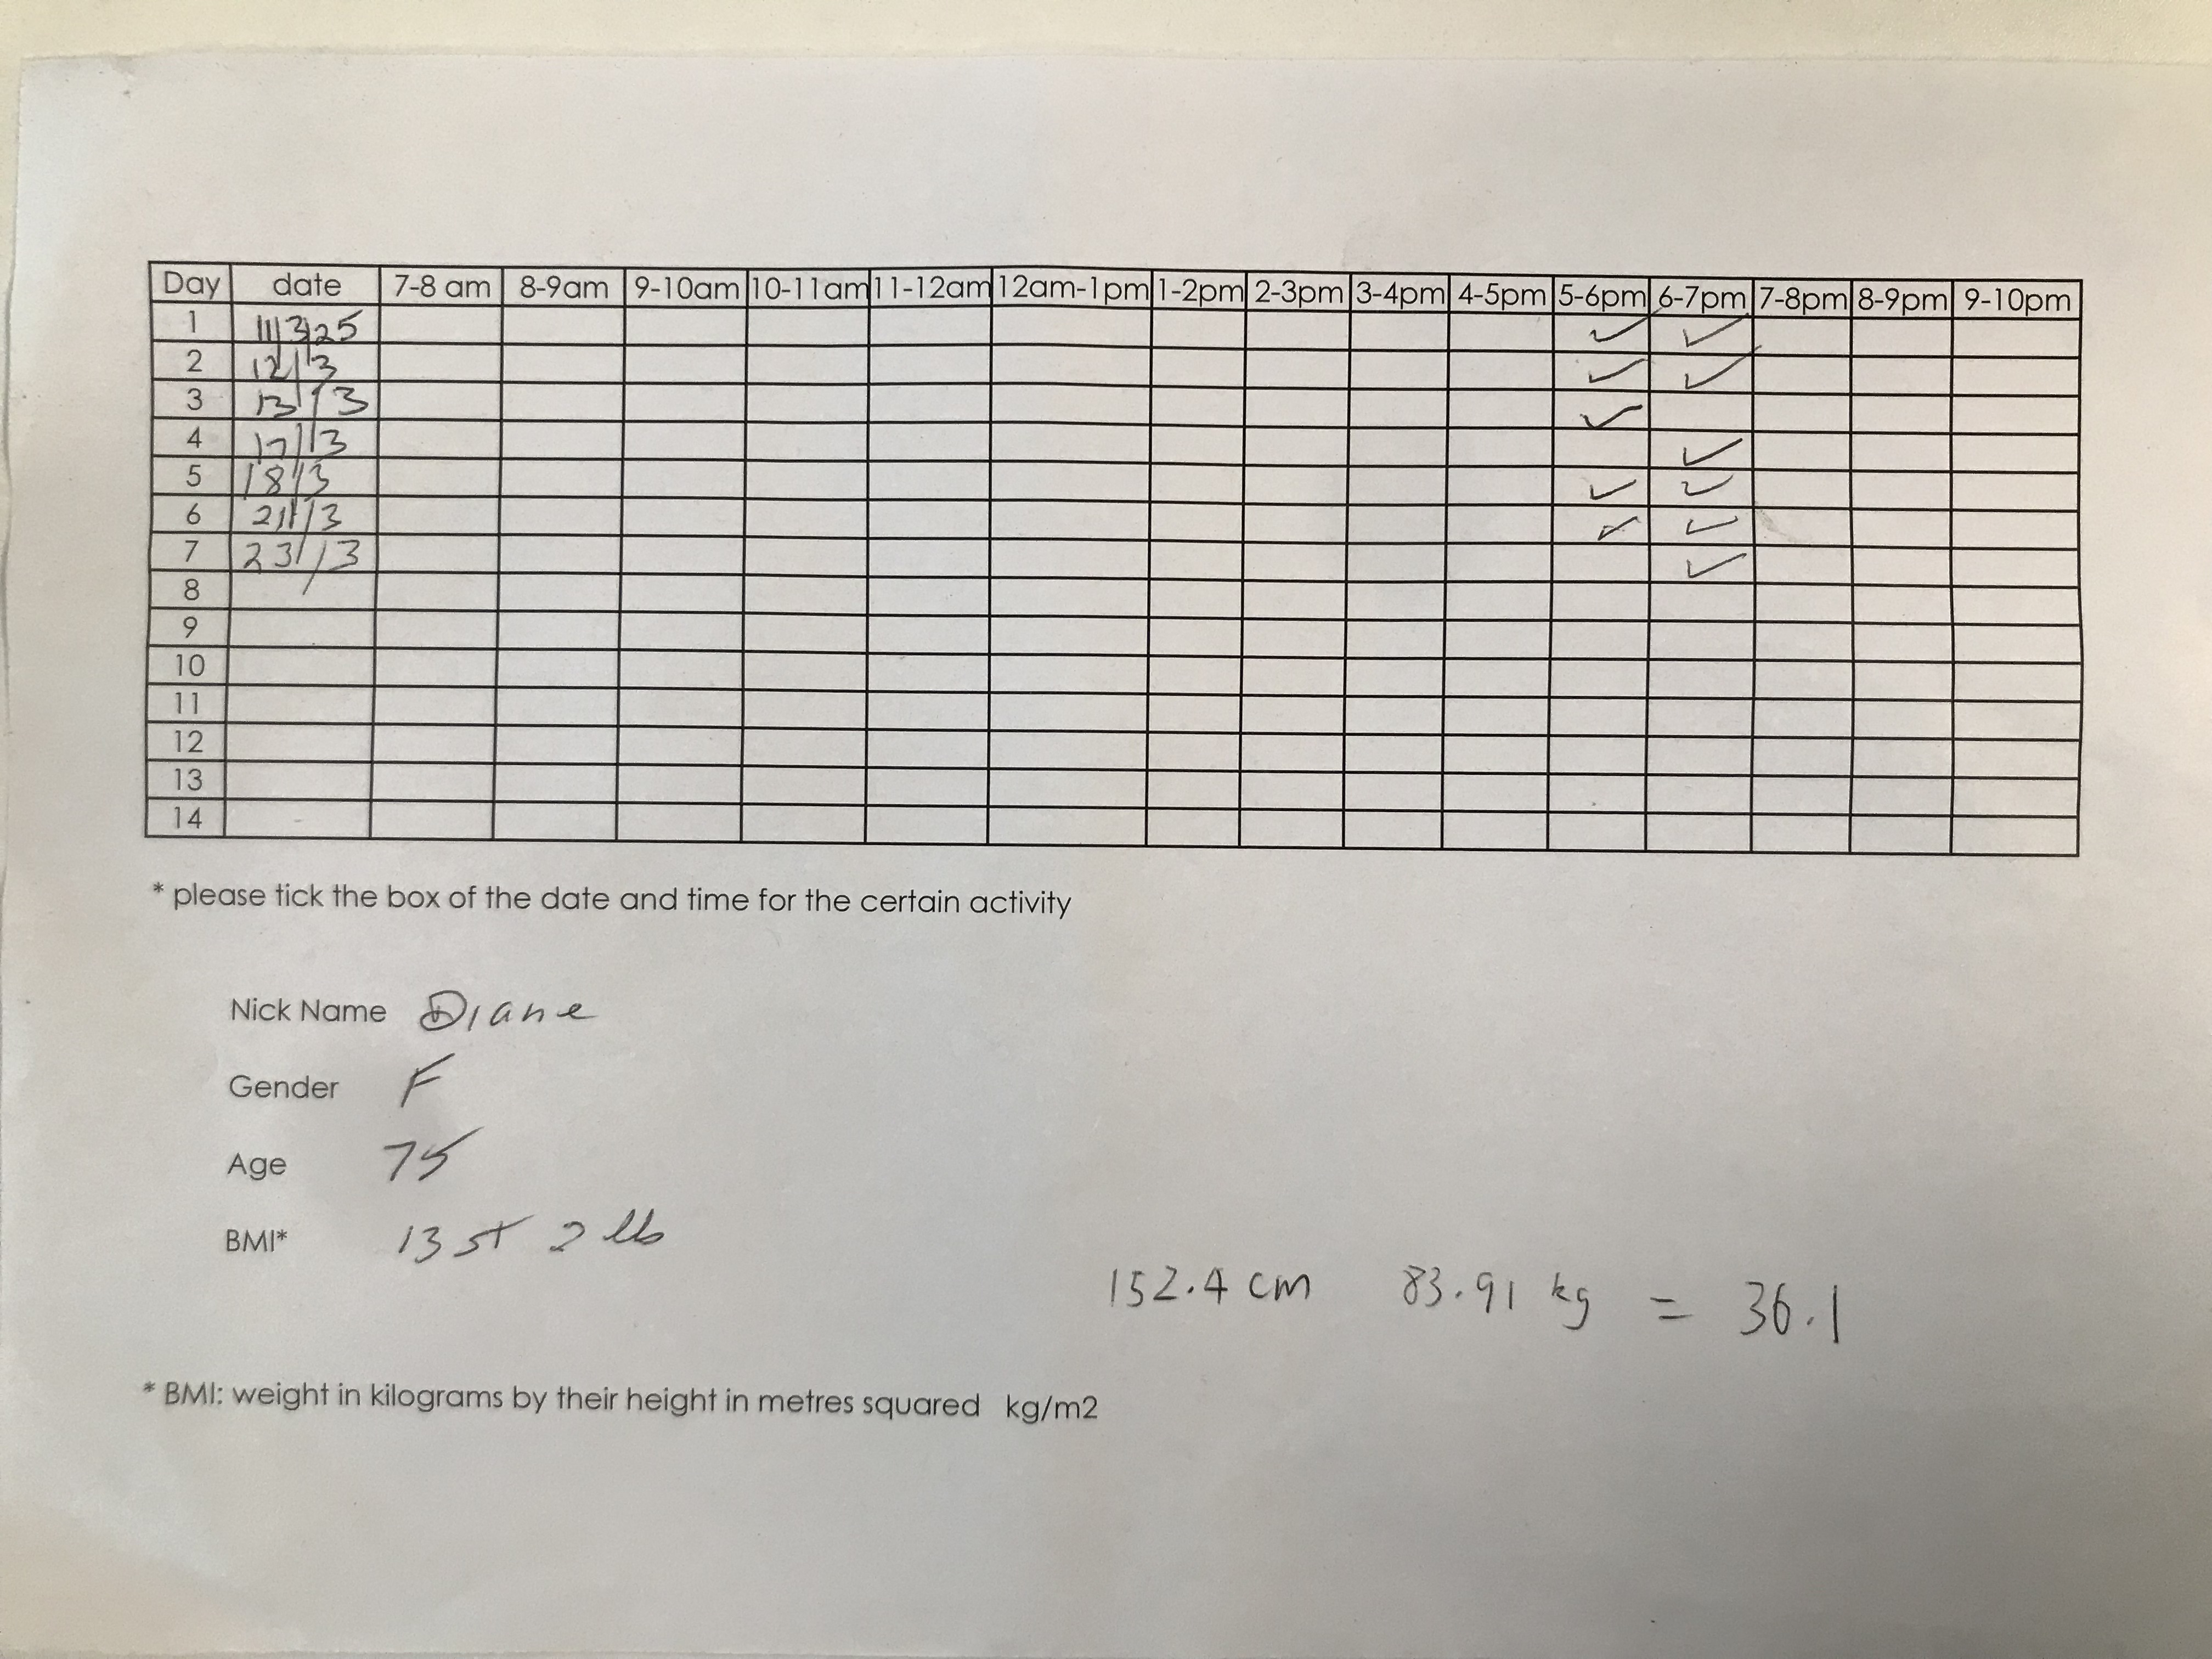 Day date 7-8 am 8-9am 9-10am 10-11am 11-12am 12am-1pm 1-2pm 2-3pm 3-4pm 4-5pm 5-6pm 6-7pm 7-8pm 8-9pm 9-10pm
1 11/3/25 ✓ ✓
2 12/3 ✓ ✓
3 13/3 ✓
4 17/3 ✓
5 18/3 ✓ ✓
6 21/3 ✓ ✓
7 23/3 ✓
8
9
10
11
12
13
14
* please tick the box of the date and time for the certain activity
Nick Name Diane
Gender F
Age 75
BMI* 13 st 2 lb
152.4 cm 83.91 kg = 36.1
* BMI: weight in kilograms by their height in metres squared kg/m2